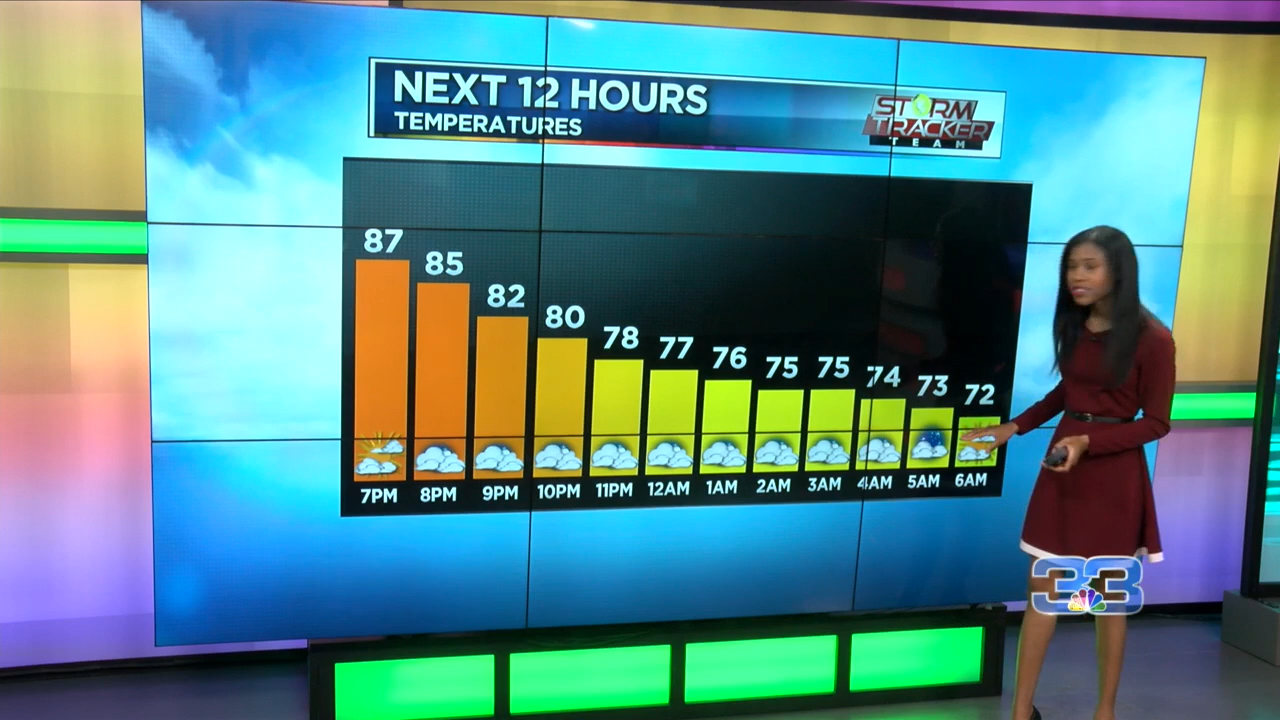 NEXT 12 HOURS
TEMPERATURES
STORM
TRACKER
TEAM
87 85 82 80 78 77 76 75 75 74 73 72
7PM 8PM 9PM 10PM 11PM 12AM 1AM 2AM 3AM 4AM 5AM 6AM
33